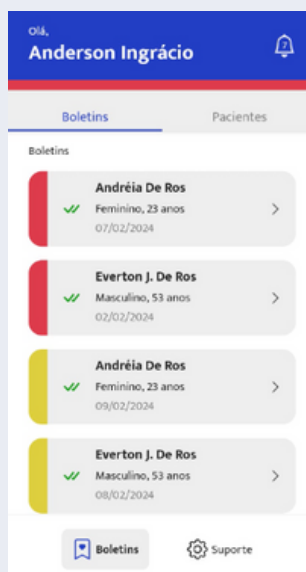 Olá,
Anderson Ingrácio
7
Boletins
Pacientes
Boletins
Andréia De Ros
Feminino, 23 anos
07/02/2024
Everton J. De Ros
Masculino, 53 anos
02/02/2024
Andréia De Ros
Feminino, 23 anos
09/02/2024
Everton J. De Ros
Masculino, 53 anos
08/02/2024
Boletins
Suporte